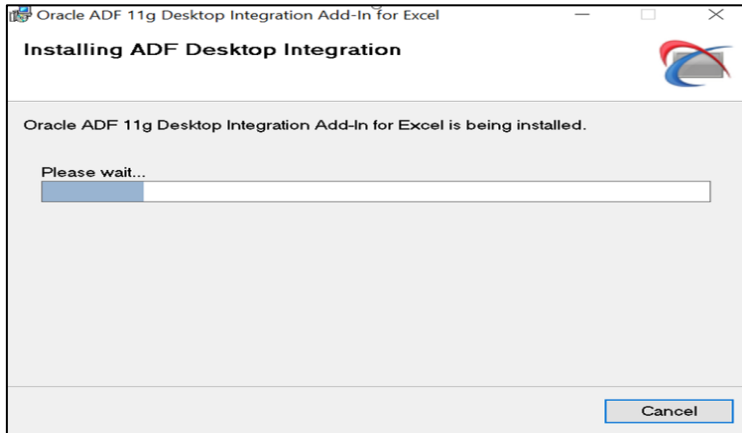 Oracle ADF 11g Desktop Integration Add-In for Excel
Installing ADF Desktop Integration
Oracle ADF 11g Desktop Integration Add-In for Excel is being installed.
Please wait...
Cancel